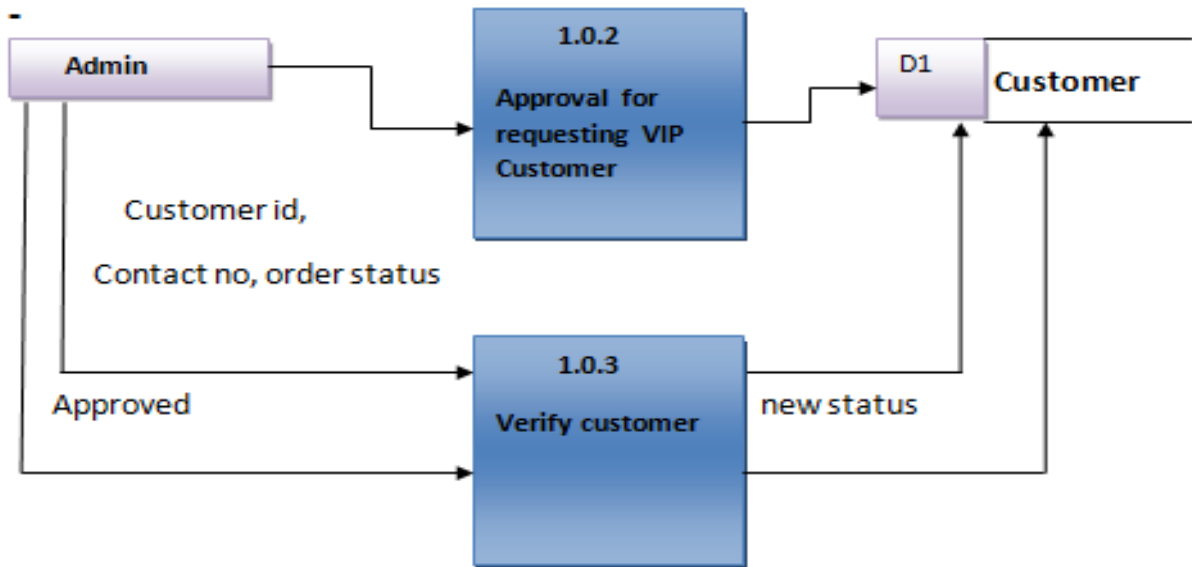 -
Admin
1.0.2
Approval for
requesting VIP
Customer
D1
Customer
Customer id,
Contact no, order status
1.0.3
Verify customer
Approved
new status